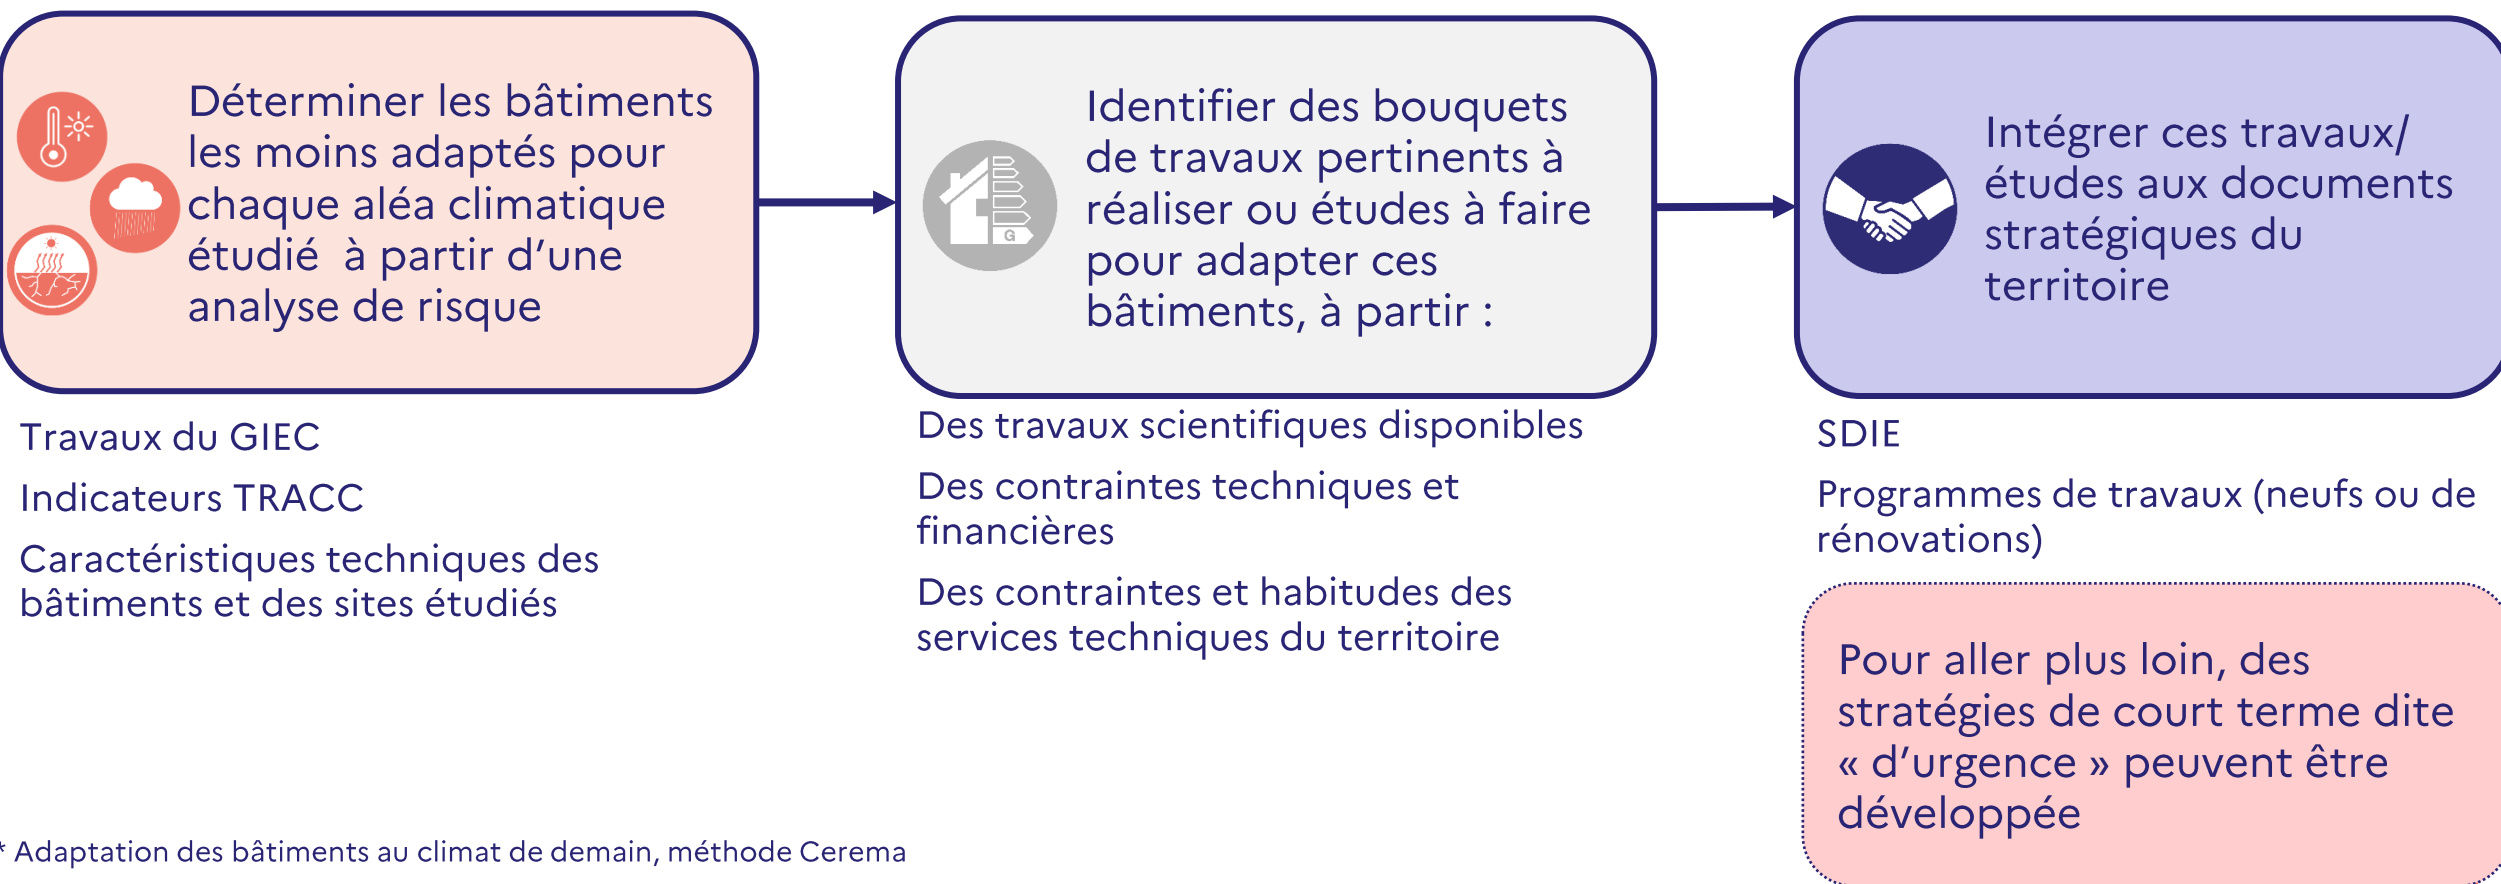 Déterminer les bâtiments
les moins adaptés pour
chaque aléa climatique
étudié  à partir d'une
analyse de risque
Travaux du GIEC
Indicateurs TRACC
Caractéristiques techniques des
bâtiments et des sites étudiés
Identifier des bouquets
de travaux pertinents à
réaliser ou études à faire
pour adapter ces
bâtiments, à partir :
G
Des travaux scientifiques disponibles
Des contraintes techniques et
financières
Des contraintes et habitudes des
services techniques du territoire
Intégrer ces travaux/
études aux documents
stratégiques du
territoire
SDIE
Programmes de travaux (neufs ou de
rénovations)
Pour aller plus loin, des
stratégies de court terme dite
« d'urgence » peuvent être
développée
* Adaptation des bâtiments au climat de demain, méthode Cerema